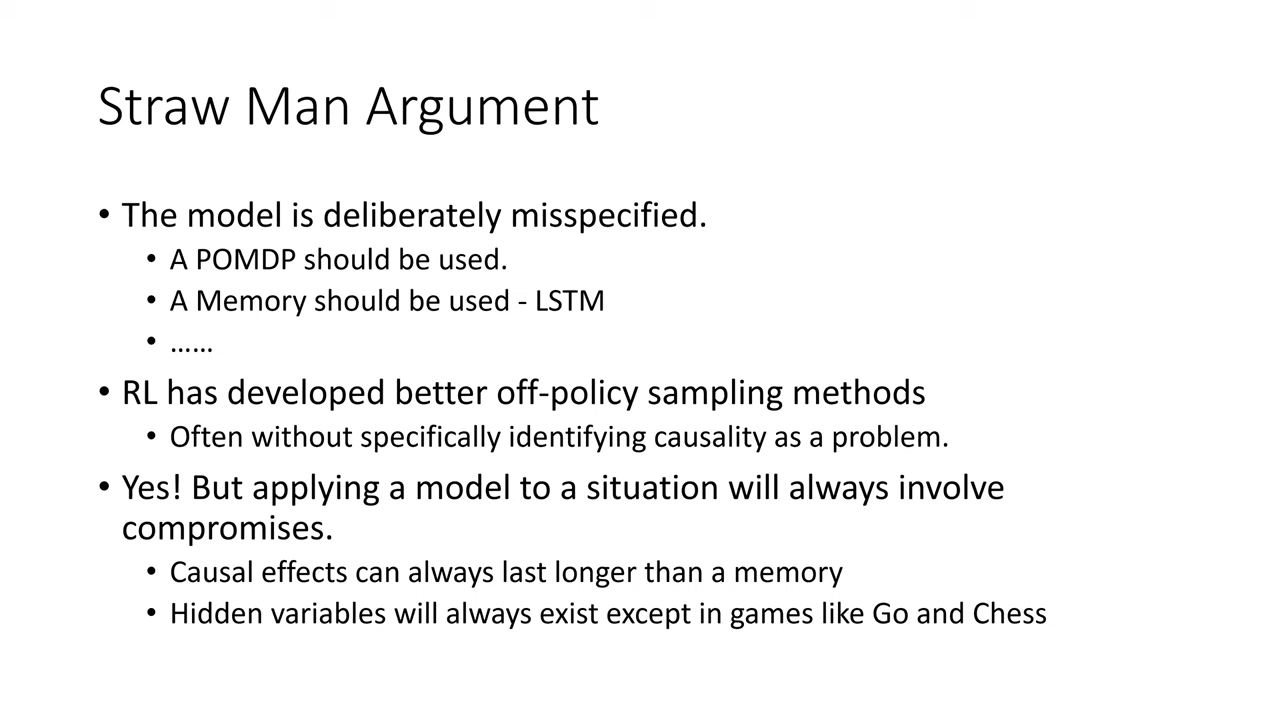 Straw Man Argument
• The model is deliberately misspecified.
• A POMDP should be used.
• A Memory should be used - LSTM
• ……
• RL has developed better off-policy sampling methods
• Often without specifically identifying causality as a problem.
• Yes! But applying a model to a situation will always involve
compromises.
• Causal effects can always last longer than a memory
• Hidden variables will always exist except in games like Go and Chess